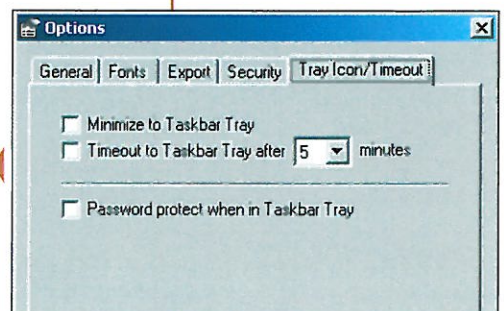 Options
General Fonts Export Security Tray Icon/Timeout
Minimize to Taskbar Tray
Timeout to Taskbar Tray after 5 minutes
Password protect when in Taskbar Tray